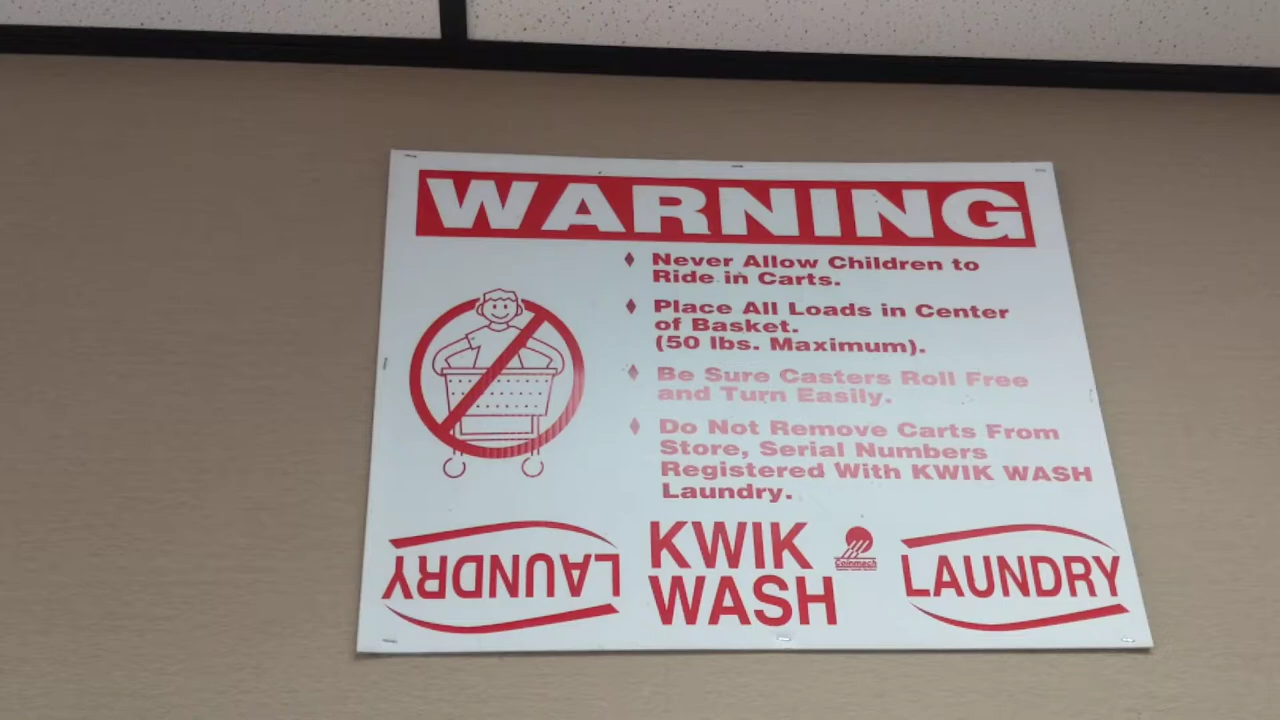 WARNING
♦ Never Allow Children to
Ride in Carts.
♦ Place All Loads in Center
of Basket.
(50 lbs. Maximum).
♦ Be Sure Casters Roll Free
and Turn Easily.
♦ Do Not Remove Carts From
Store, Serial Numbers
Registered With KWIK WASH
Laundry.
LAUNDRY
KWIK
WASH
Coinmach
LAUNDRY